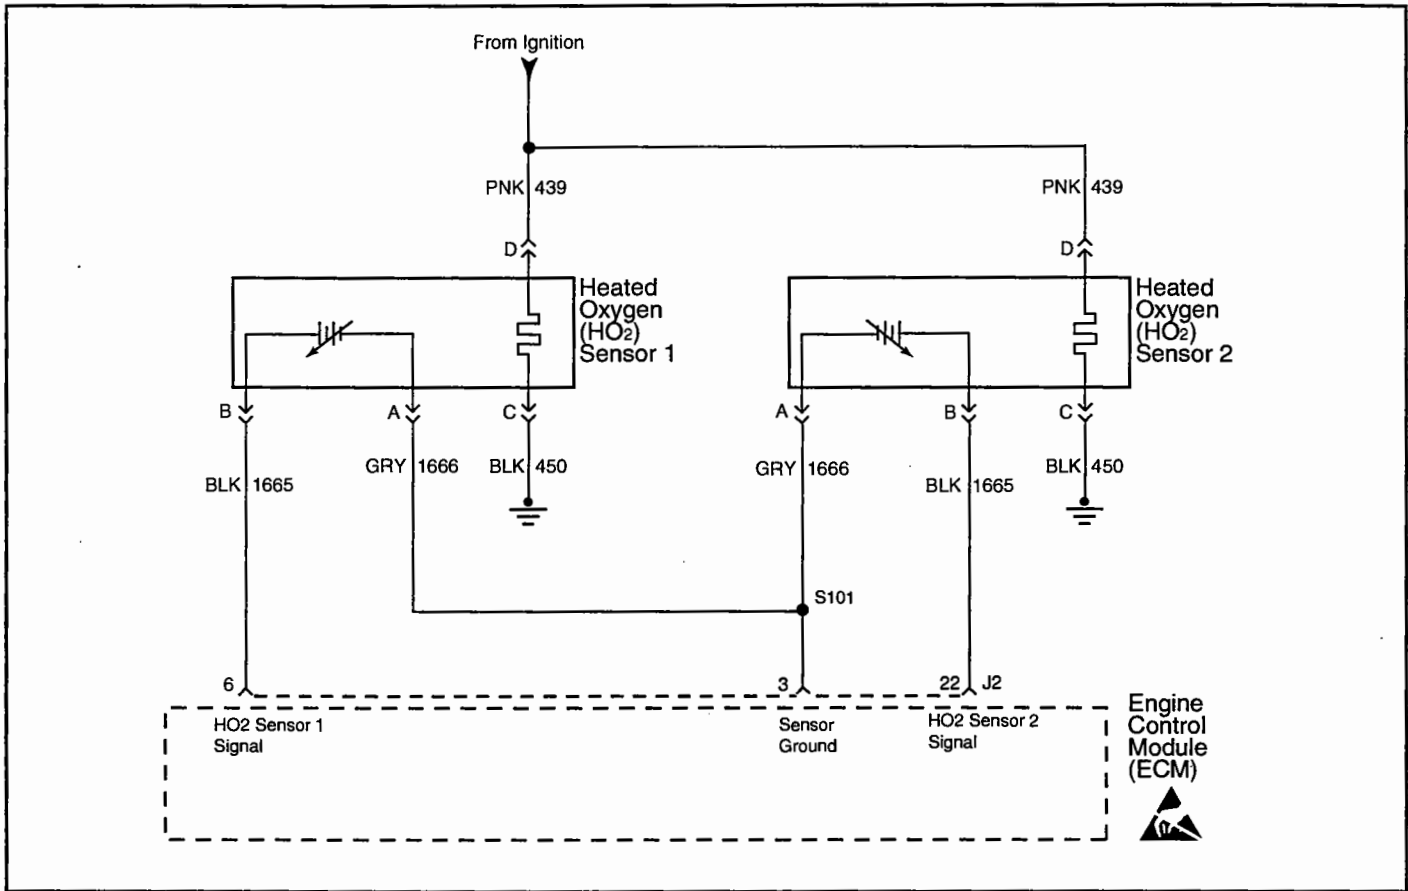 From Ignition
PNK 439
PNK 439
D
D
Heated
Oxygen
(HO2)
Sensor 1
Heated
Oxygen
(HO2)
Sensor 2
B
A
C
A
B
C
GRY 1666
BLK 450
GRY 1666
BLK 450
BLK 1665
BLK 1665
S101
6
3
22 J2
HO2 Sensor 1
Signal
Sensor
Ground
HO2 Sensor 2
Signal
Engine
Control
Module
(ECM)